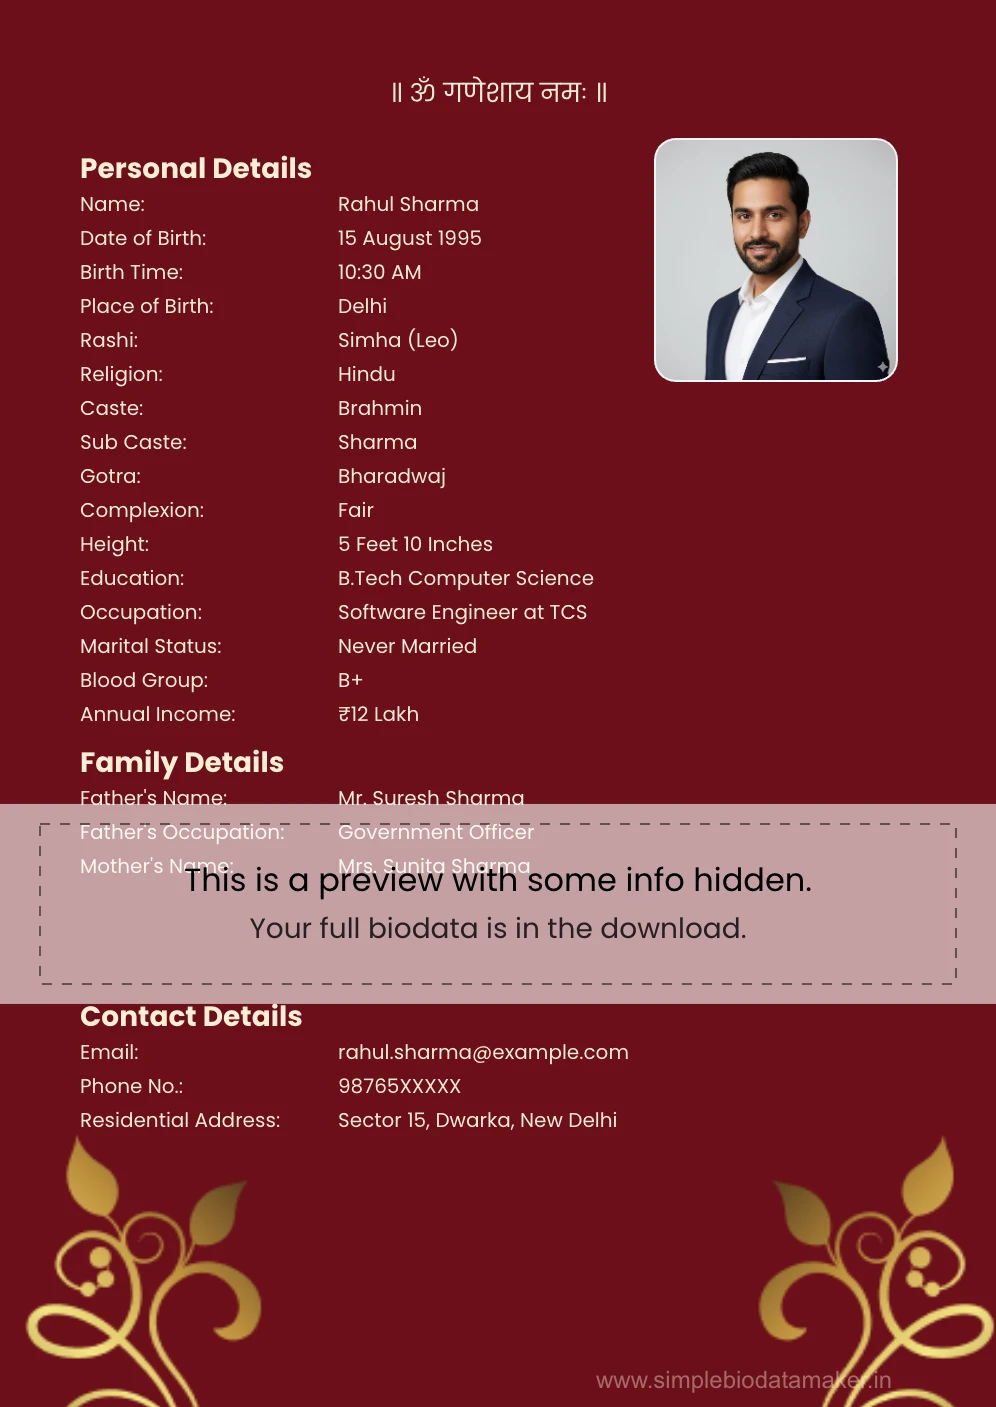 ॥ ॐ गणेशाय नमः ॥
Personal Details
Name: Rahul Sharma
Date of Birth: 15 August 1995
Birth Time: 10:30 AM
Place of Birth: Delhi
Rashi: Simha (Leo)
Religion: Hindu
Caste: Brahmin
Sub Caste: Sharma
Gotra: Bharadwaj
Complexion: Fair
Height: 5 Feet 10 Inches
Education: B.Tech Computer Science
Occupation: Software Engineer at TCS
Marital Status: Never Married
Blood Group: B+
Annual Income: ₹12 Lakh
Family Details
Father's Name: Mr. Suresh Sharma
Father's Occupation: Government Officer
Mother's Name: Mrs. Sunita Sharma
This is a preview with some info hidden.
Your full biodata is in the download.
Contact Details
Email: rahul.sharma@example.com
Phone No.: 98765XXXXX
Residential Address: Sector 15, Dwarka, New Delhi
www.simplebiodatamaker.in